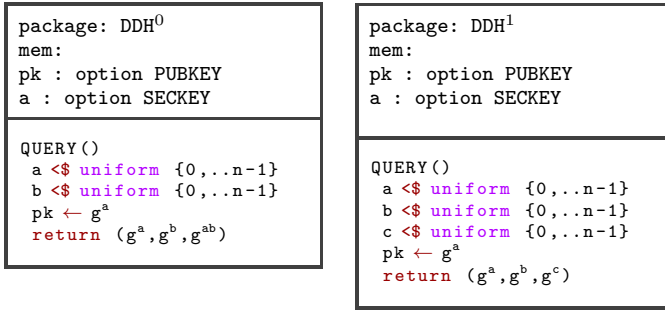 package: DDH⁰
mem:
pk : option PUBKEY
a : option SECKEY
QUERY()
a <$ uniform {0,..n-1}
b <$ uniform {0,..n-1}
pk ← gᵃ
return (gᵃ,gᵇ,gᵃᵇ)
package: DDH¹
mem:
pk : option PUBKEY
a : option SECKEY
QUERY()
a <$ uniform {0,..n-1}
b <$ uniform {0,..n-1}
c <$ uniform {0,..n-1}
pk ← gᵃ
return (gᵃ,gᵇ,gᶜ)